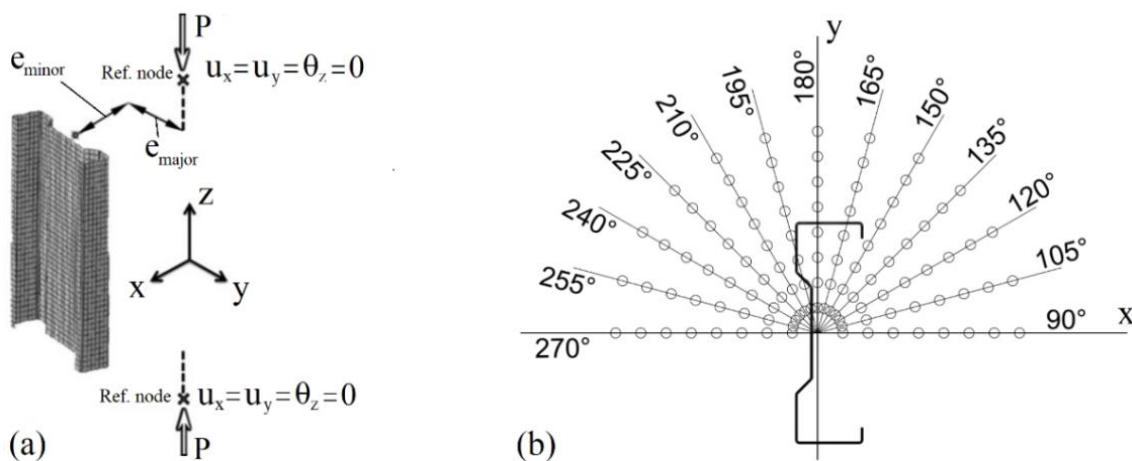 P
e_minor
Ref. node
u_x=u_y=θ_z=0
e_major
z
x
y
Ref. node
u_x=u_y=θ_z=0
P
(a)
y
180°
195°
165°
210°
150°
225°
135°
240°
120°
255°
105°
270°
90°
x
(b)